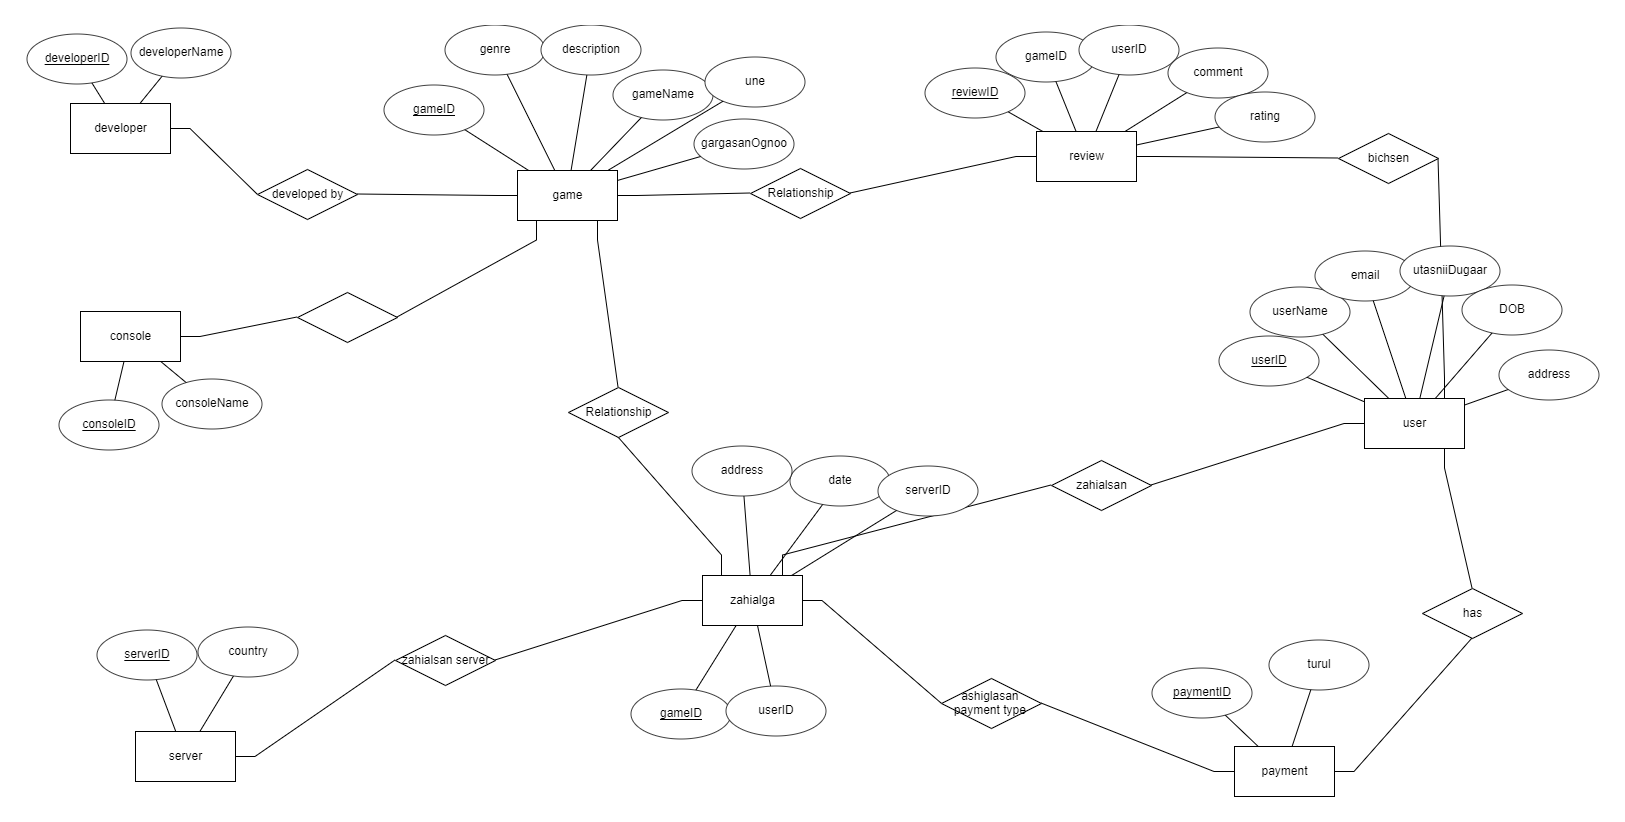 developerID
developerName
developer
developed by
genre
description
gameName
une
gameID
gargasanOgnoo
game
Relationship
gameID
userID
comment
reviewID
rating
review
bichsen
console
consoleID
consoleName
Relationship
email
utasniiDugaar
userName
DOB
userID
address
user
zahialsan
address
date
serverID
zahialga
gameID
userID
zahialsan server
serverID
country
server
ashiglasan
payment type
has
paymentID
turul
payment